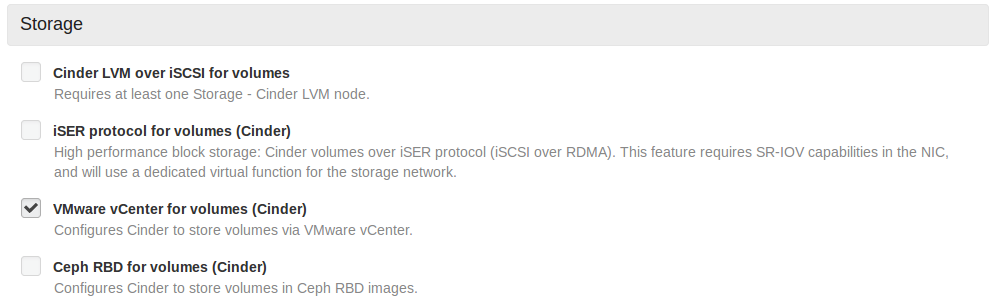 Storage
Cinder LVM over iSCSI for volumes
Requires at least one Storage - Cinder LVM node.
iSER protocol for volumes (Cinder)
High performance block storage: Cinder volumes over iSER protocol (iSCSI over RDMA). This feature requires SR-IOV capabilities in the NIC,
and will use a dedicated virtual function for the storage network.
VMware vCenter for volumes (Cinder)
Configures Cinder to store volumes via VMware vCenter.
Ceph RBD for volumes (Cinder)
Configures Cinder to store volumes in Ceph RBD images.